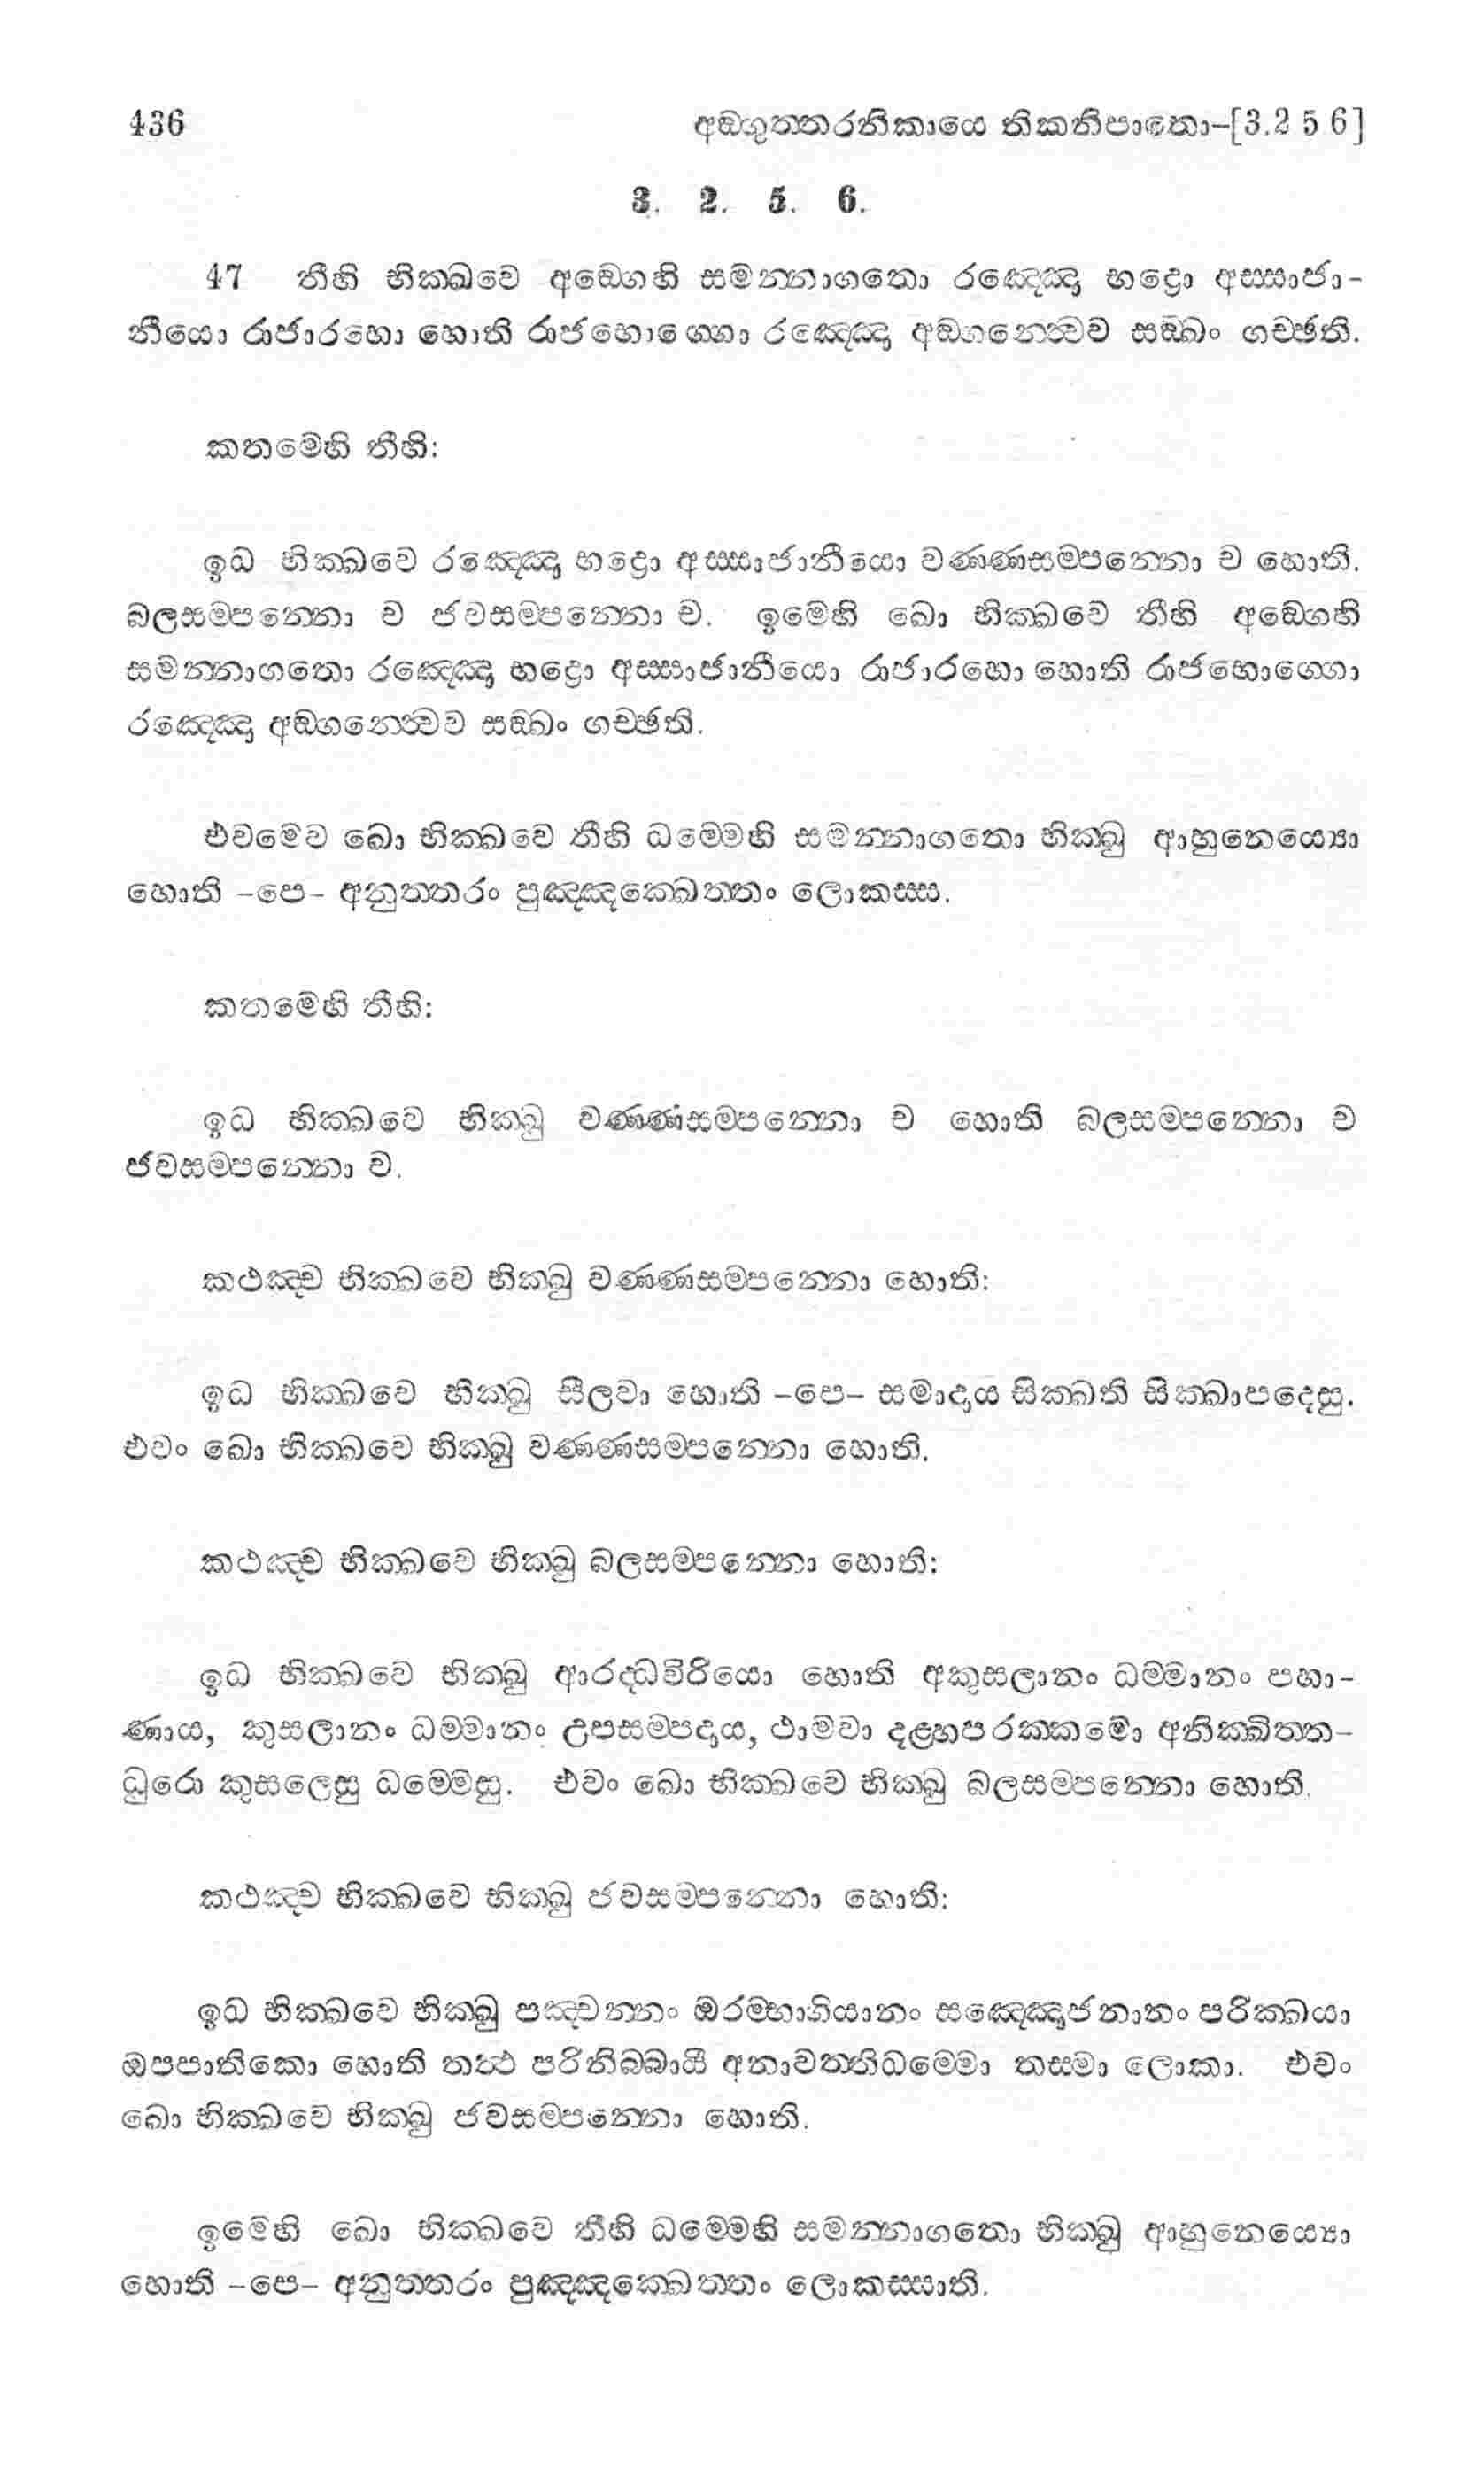 436 අඞ්ගුත්තරනිකායෙ තිකනිපාතො-[3.2 5 6]
3. 2. 5. 6.
47 තීහි භික්ඛවෙ අඞ්ගෙහි සමන්නාගතො රඤ්ඤො භද්‍රො අස්සාජා-
නීයො රාජාරහො හොති රාජභොග්ගො රඤ්ඤො අඞ්ගන්ත්වෙව සඞ්ඛං ගච්ඡති.
කතමෙහි තීහි:
ඉධ භික්ඛවෙ රඤ්ඤො භද්‍රො අස්සාජානීයො වණ්ණසම්පන්නො ච හොති.
බලසම්පන්නො ච ජවසම්පන්නො ච. ඉමෙහි ඛො භික්ඛවෙ තීහි අඞ්ගෙහි
සමන්නාගතො රඤ්ඤො භද්‍රො අස්සාජානීයො රාජාරහො හොති රාජභොග්ගො
රඤ්ඤො අඞ්ගන්ත්වෙව සඞ්ඛං ගච්ඡති.
එවමෙව ඛො භික්ඛවෙ තීහි ධම්මෙහි සමන්නාගතො භික්ඛු ආහුනෙය්‍යො
හොති -පෙ- අනුත්තරං පුඤ්ඤක්ඛෙත්තං ලොකස්ස.
කතමෙහි තීහි:
ඉධ භික්ඛවෙ භික්ඛු වණ්ණසම්පන්නො ච හොති බලසම්පන්නො ච
ජවසම්පන්නො ච.
කථඤ්ච භික්ඛවෙ භික්ඛු වණ්ණසම්පන්නො හොති:
ඉධ භික්ඛවෙ භික්ඛු සීලවා හොති -පෙ- සමාදාය සික්ඛති සික්ඛාපදෙසු.
එවං ඛො භික්ඛවෙ භික්ඛු වණ්ණසම්පන්නො හොති.
කථඤ්ච භික්ඛවෙ භික්ඛු බලසම්පන්නො හොති:
ඉධ භික්ඛවෙ භික්ඛු ආරද්ධවිරියො හොති අකුසලානං ධම්මානං පහා-
ණාය, කුසලානං ධම්මානං උපසම්පදාය, ථාමවා දළ්හපරක්කමො අනික්ඛිත්ත-
ධුරො කුසලෙසු ධම්මෙසු. එවං ඛො භික්ඛවෙ භික්ඛු බලසම්පන්නො හොති.
කථඤ්ච භික්ඛවෙ භික්ඛු ජවසම්පන්නො හොති:
ඉධ භික්ඛවෙ භික්ඛු පඤ්චන්නං ඔරම්භාගියානං සඤ්ඤොජනානං පරික්ඛයා
ඔපපාතිකො හොති තත්ථ පරිනිබ්බායී අනාවත්තිධම්මො තස්මා ලොකා. එවං
ඛො භික්ඛවෙ භික්ඛු ජවසම්පන්නො හොති.
ඉමෙහි ඛො භික්ඛවෙ තීහි ධම්මෙහි සමන්නාගතො භික්ඛු ආහුනෙය්‍යො
හොති -පෙ- අනුත්තරං පුඤ්ඤක්ඛෙත්තං ලොකස්සාති.